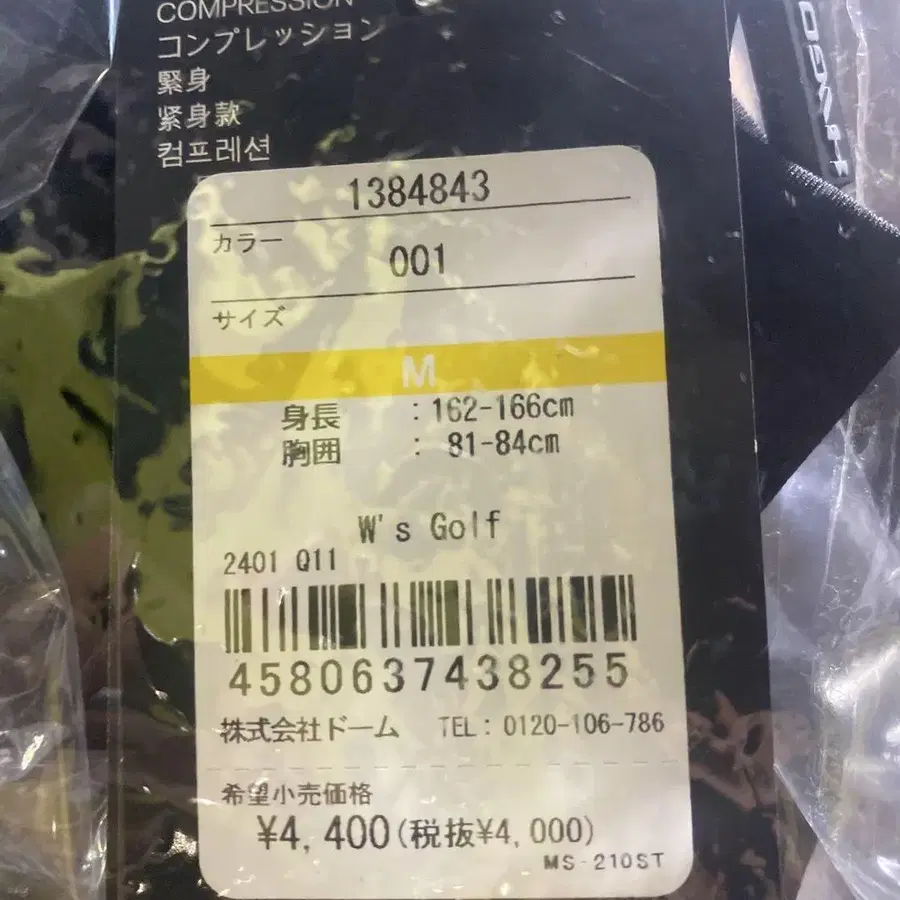 COMPRESSION
コンプレッション
緊身
紧身款
컴프레션
1384843
カラー
001
サイズ
M
身長 : 162-166cm
胸囲 : 81-84cm
W's Golf
2401 Q11
4580637438255
株式会社ドーム TEL: 0120-106-786
希望小売価格
¥4,400(税抜¥4,000)
MS-210ST